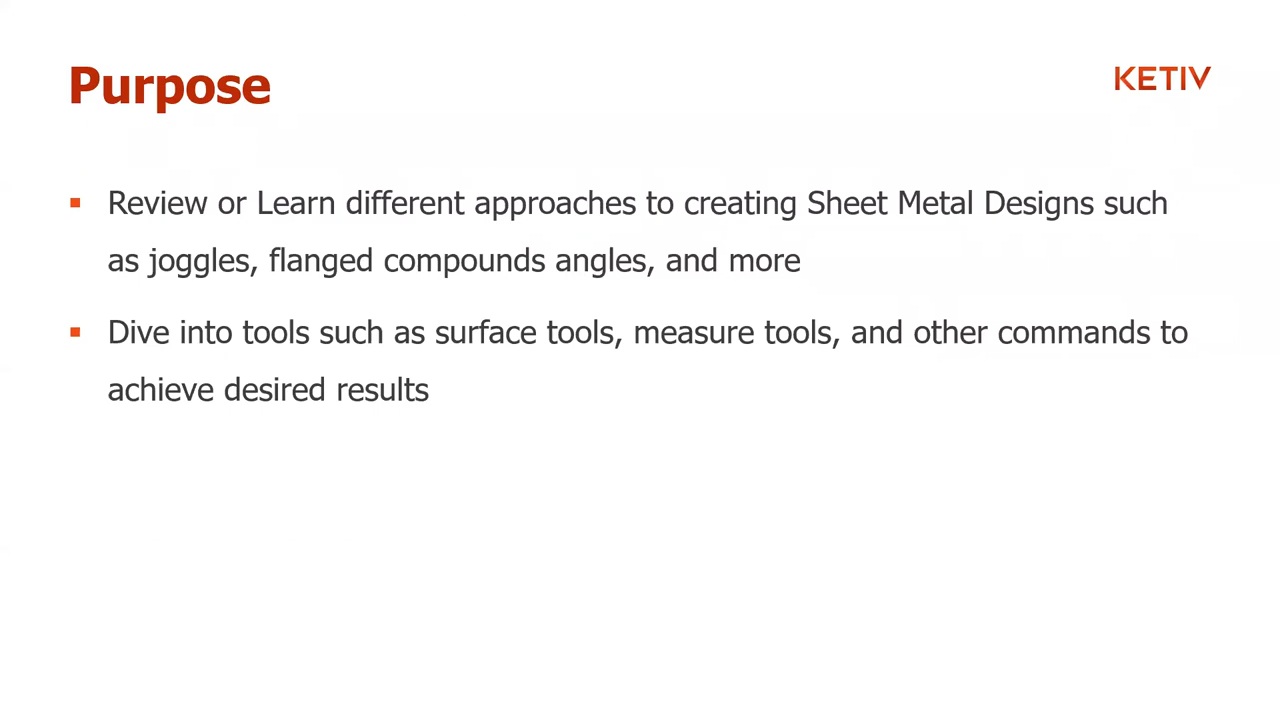 Purpose
KETIV
▪ Review or Learn different approaches to creating Sheet Metal Designs such
as joggles, flanged compounds angles, and more
▪ Dive into tools such as surface tools, measure tools, and other commands to
achieve desired results